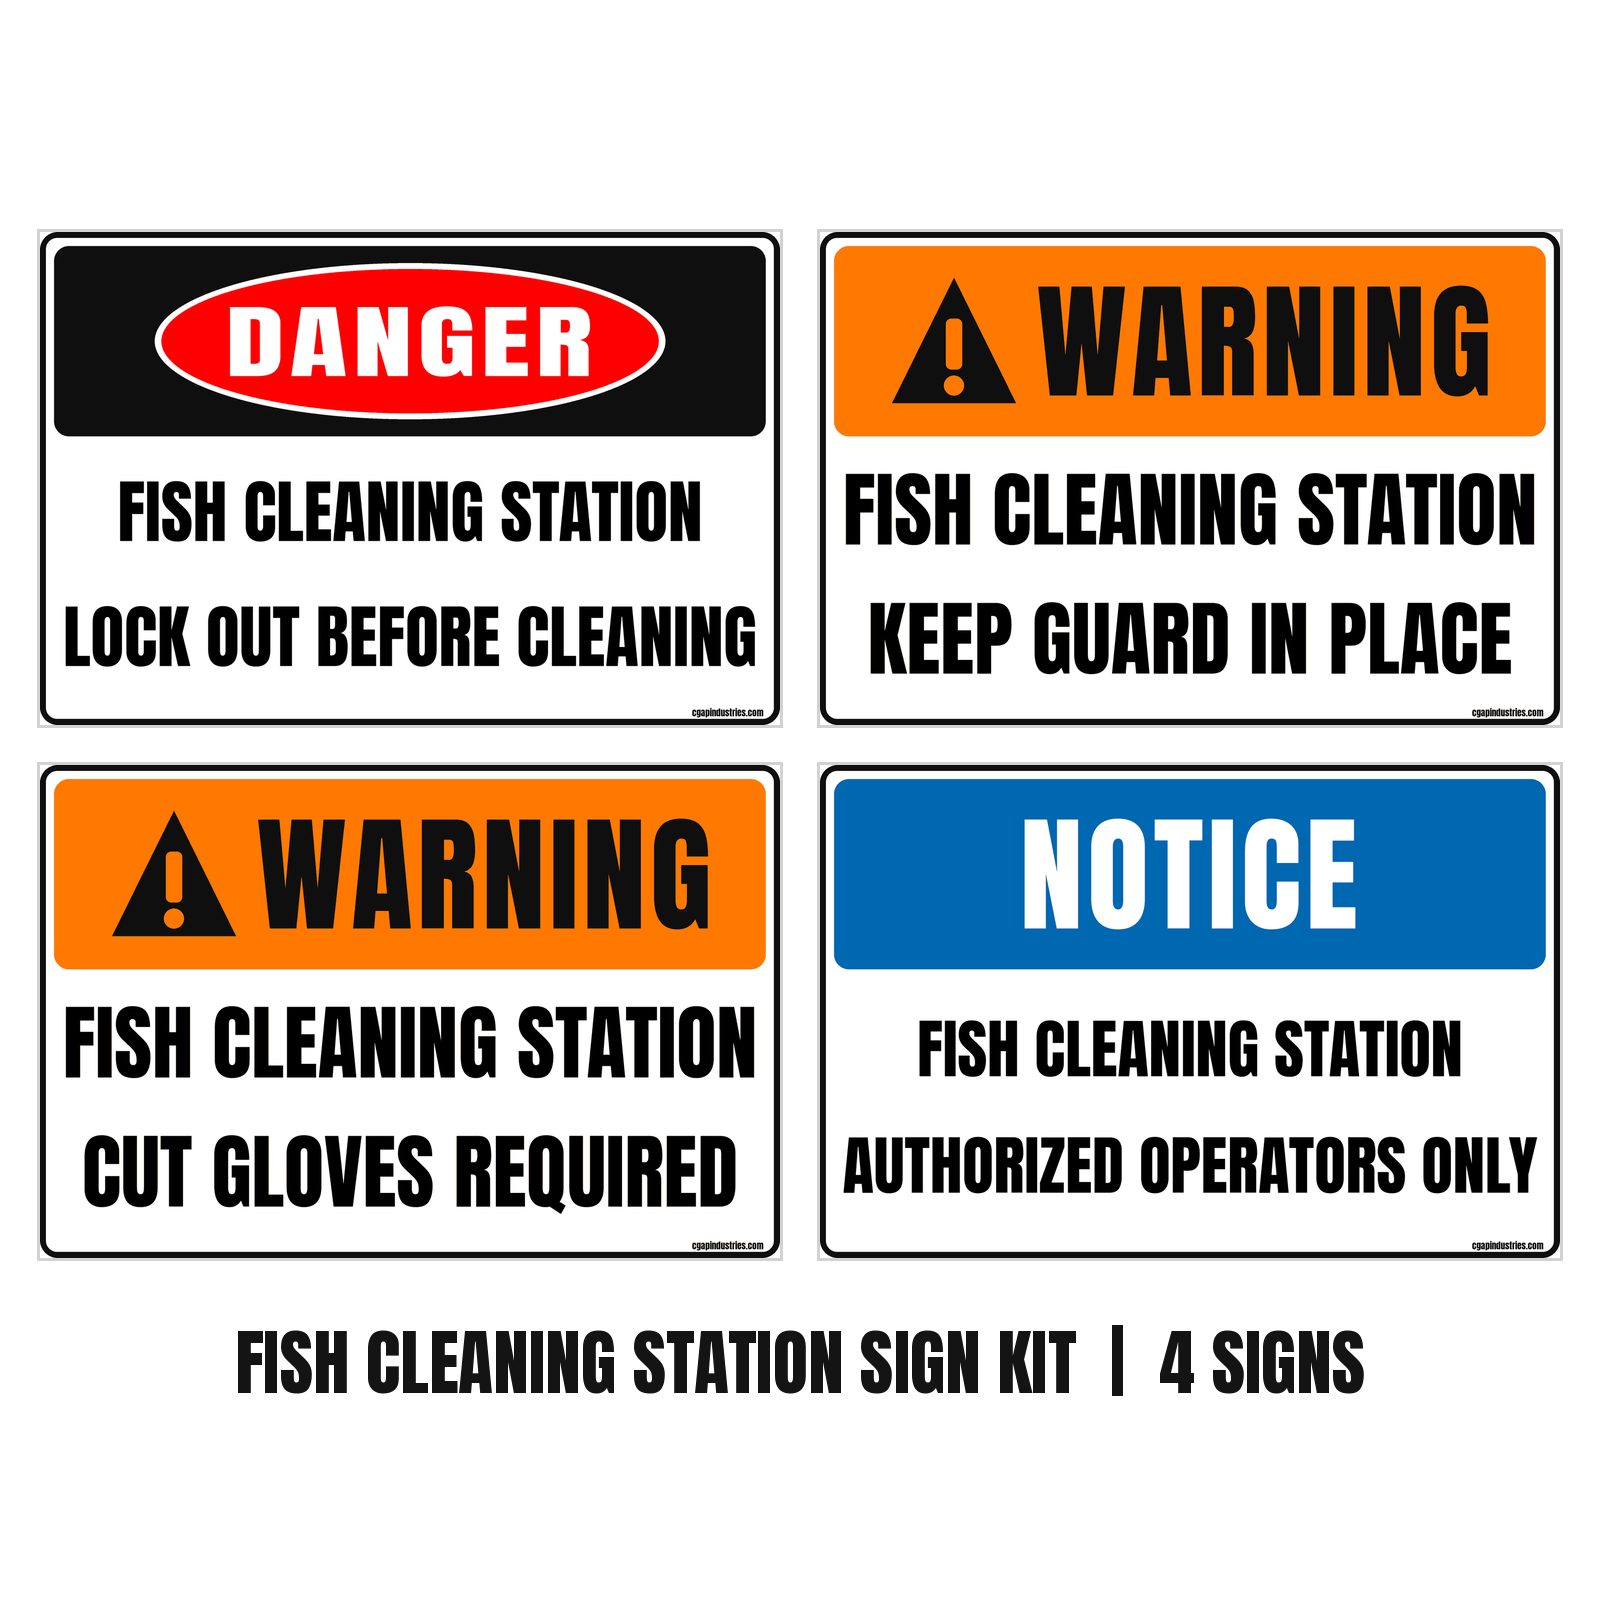 DANGER
FISH CLEANING STATION
LOCK OUT BEFORE CLEANING
cgapindustries.com
WARNING
FISH CLEANING STATION
KEEP GUARD IN PLACE
cgapindustries.com
WARNING
FISH CLEANING STATION
CUT GLOVES REQUIRED
cgapindustries.com
NOTICE
FISH CLEANING STATION
AUTHORIZED OPERATORS ONLY
cgapindustries.com
FISH CLEANING STATION SIGN KIT | 4 SIGNS